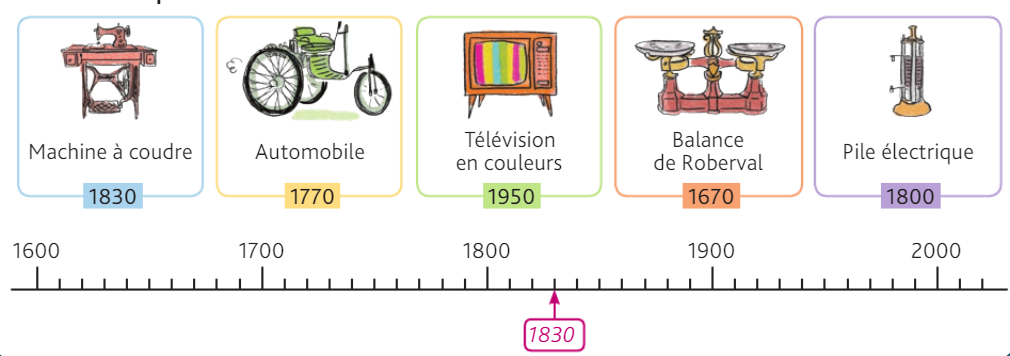 Machine à coudre
1830
Automobile
1770
Télévision
en couleurs
1950
Balance
de Roberval
1670
Pile électrique
1800
1600 1700 1800 1900 2000
1830